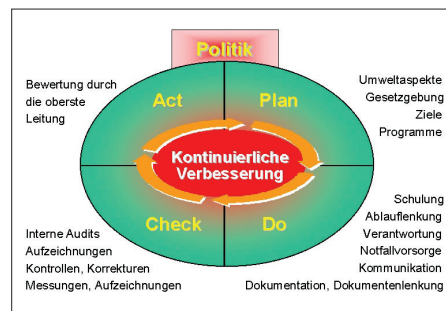 Politik
Bewertung durch
die oberste
Leitung
Act
Plan
Umweltaspekte
Gesetzgebung
Ziele
Programme
Kontinuierliche
Verbesserung
Check
Do
Interne Audits
Aufzeichnungen
Kontrollen, Korrekturen
Messungen, Aufzeichnungen
Schulung
Ablauflenkung
Verantwortung
Notfallvorsorge
Kommunikation
Dokumentation, Dokumentenlenkung